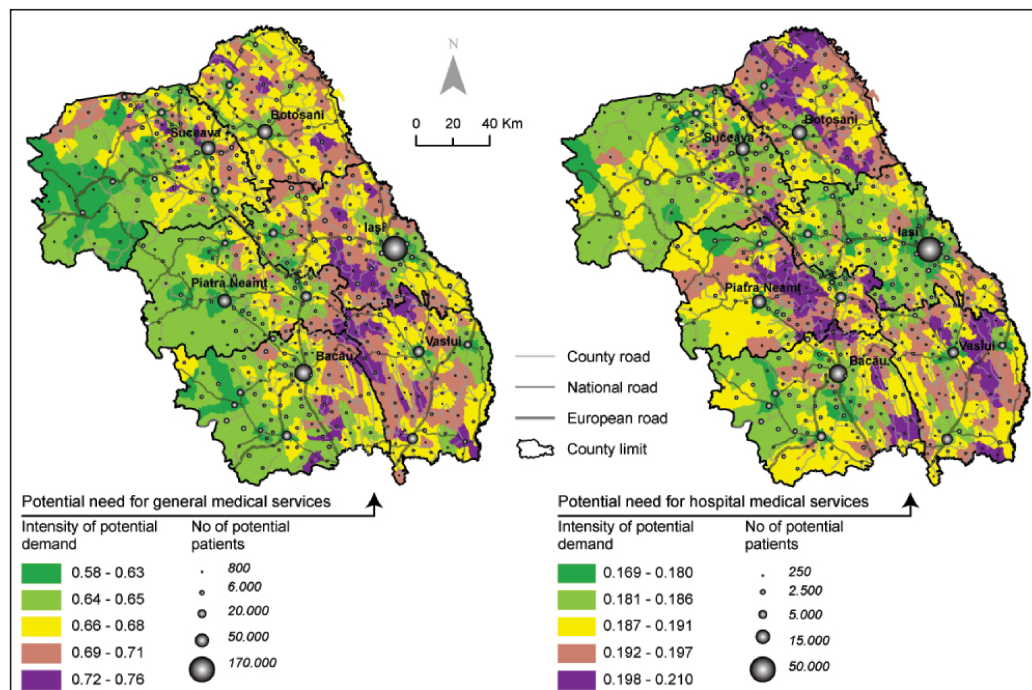 N
0 20 40 Km
Suceava
Botosani
Iaşi
Piatra Neamt
Bacău
Vaslui
Suceava
Botosani
Iaşi
Piatra Neamt
Bacău
Vaslui
County road
National road
European road
County limit
Potential need for general medical services
Intensity of potential demand
0.58 - 0.63
0.64 - 0.65
0.66 - 0.68
0.69 - 0.71
0.72 - 0.76
No of potential patients
800
6.000
20.000
50.000
170.000
Potential need for hospital medical services
Intensity of potential demand
0.169 - 0.180
0.181 - 0.186
0.187 - 0.191
0.192 - 0.197
0.198 - 0.210
No of potential patients
250
2.500
5.000
15.000
50.000